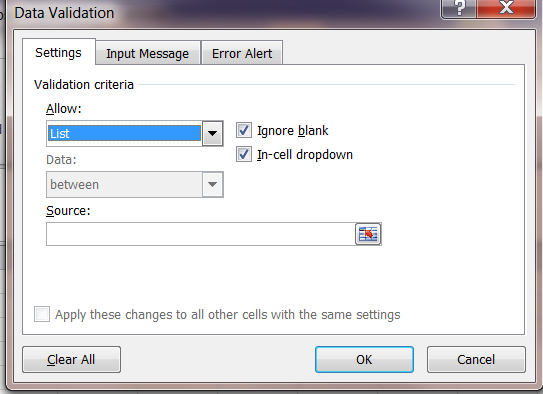 Data Validation
Settings Input Message Error Alert
Validation criteria
Allow:
List
Ignore blank
Data:
In-cell dropdown
between
Source:
Apply these changes to all other cells with the same settings
Clear All OK Cancel